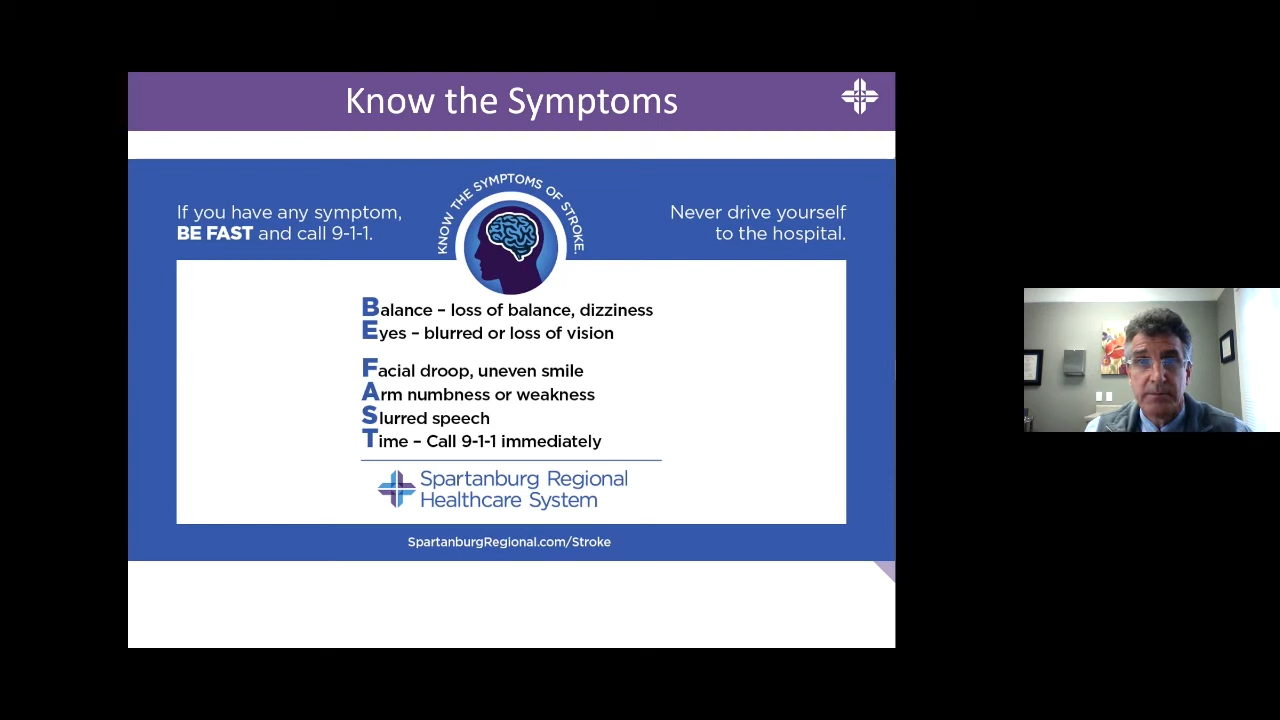 Know the Symptoms
If you have any symptom,
BE FAST and call 9-1-1.
KNOW THE SYMPTOMS OF STROKE.
Never drive yourself
to the hospital.
Balance – loss of balance, dizziness
Eyes – blurred or loss of vision
Facial droop, uneven smile
Arm numbness or weakness
Slurred speech
Time – Call 9-1-1 immediately
Spartanburg Regional
Healthcare System
SpartanburgRegional.com/Stroke